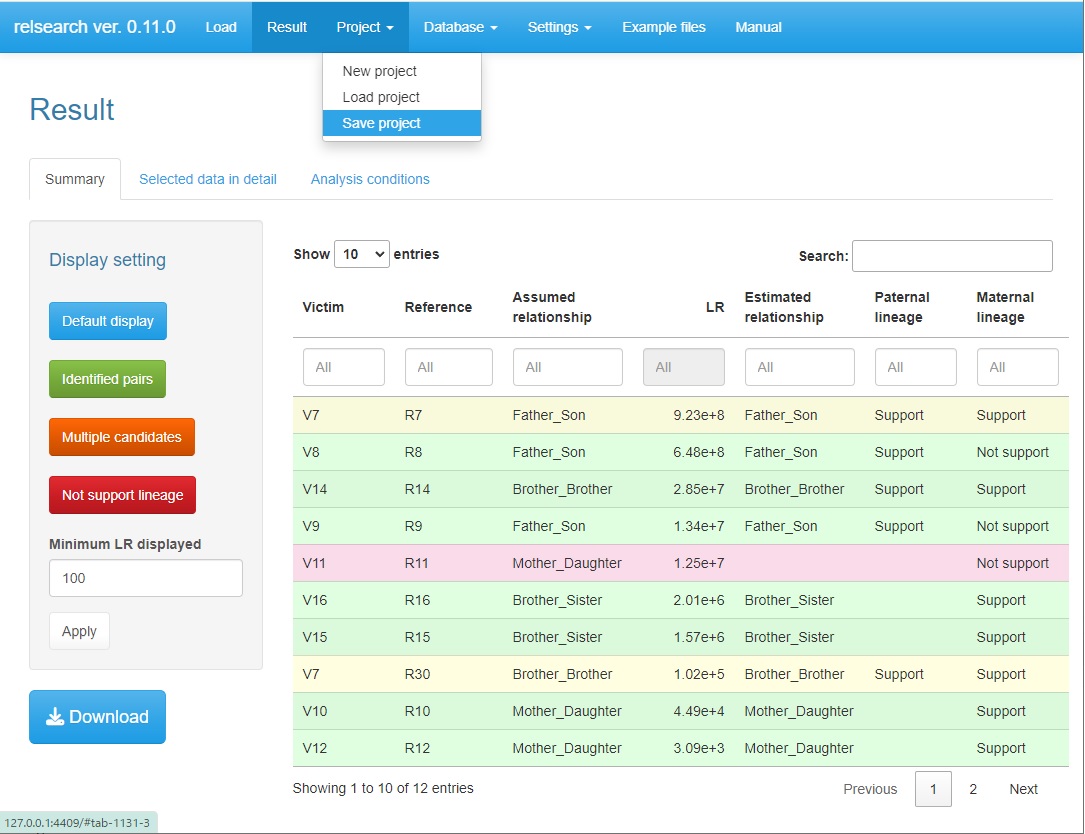 relsearch ver. 0.11.0 Load Result Project Database Settings Example files Manual
New project
Load project
Save project
Result
Summary Selected data in detail Analysis conditions
Display setting
Default display
Identified pairs
Multiple candidates
Not support lineage
Minimum LR displayed
100
Apply
Download
Show 10 entries Search:
Victim Reference Assumed relationship LR Estimated relationship Paternal lineage Maternal lineage
All All All All All All All
V7 R7 Father_Son 9.23e+8 Father_Son Support Support
V8 R8 Father_Son 6.48e+8 Father_Son Support Not support
V14 R14 Brother_Brother 2.85e+7 Brother_Brother Support Support
V9 R9 Father_Son 1.34e+7 Father_Son Support Not support
V11 R11 Mother_Daughter 1.25e+7 Not support
V16 R16 Brother_Sister 2.01e+6 Brother_Sister Support
V15 R15 Brother_Sister 1.57e+6 Brother_Sister Support
V7 R30 Brother_Brother 1.02e+5 Brother_Brother Support Support
V10 R10 Mother_Daughter 4.49e+4 Mother_Daughter Support
V12 R12 Mother_Daughter 3.09e+3 Mother_Daughter Support
Showing 1 to 10 of 12 entries Previous 1 2 Next
127.0.0.1:4409/#tab-1131-3